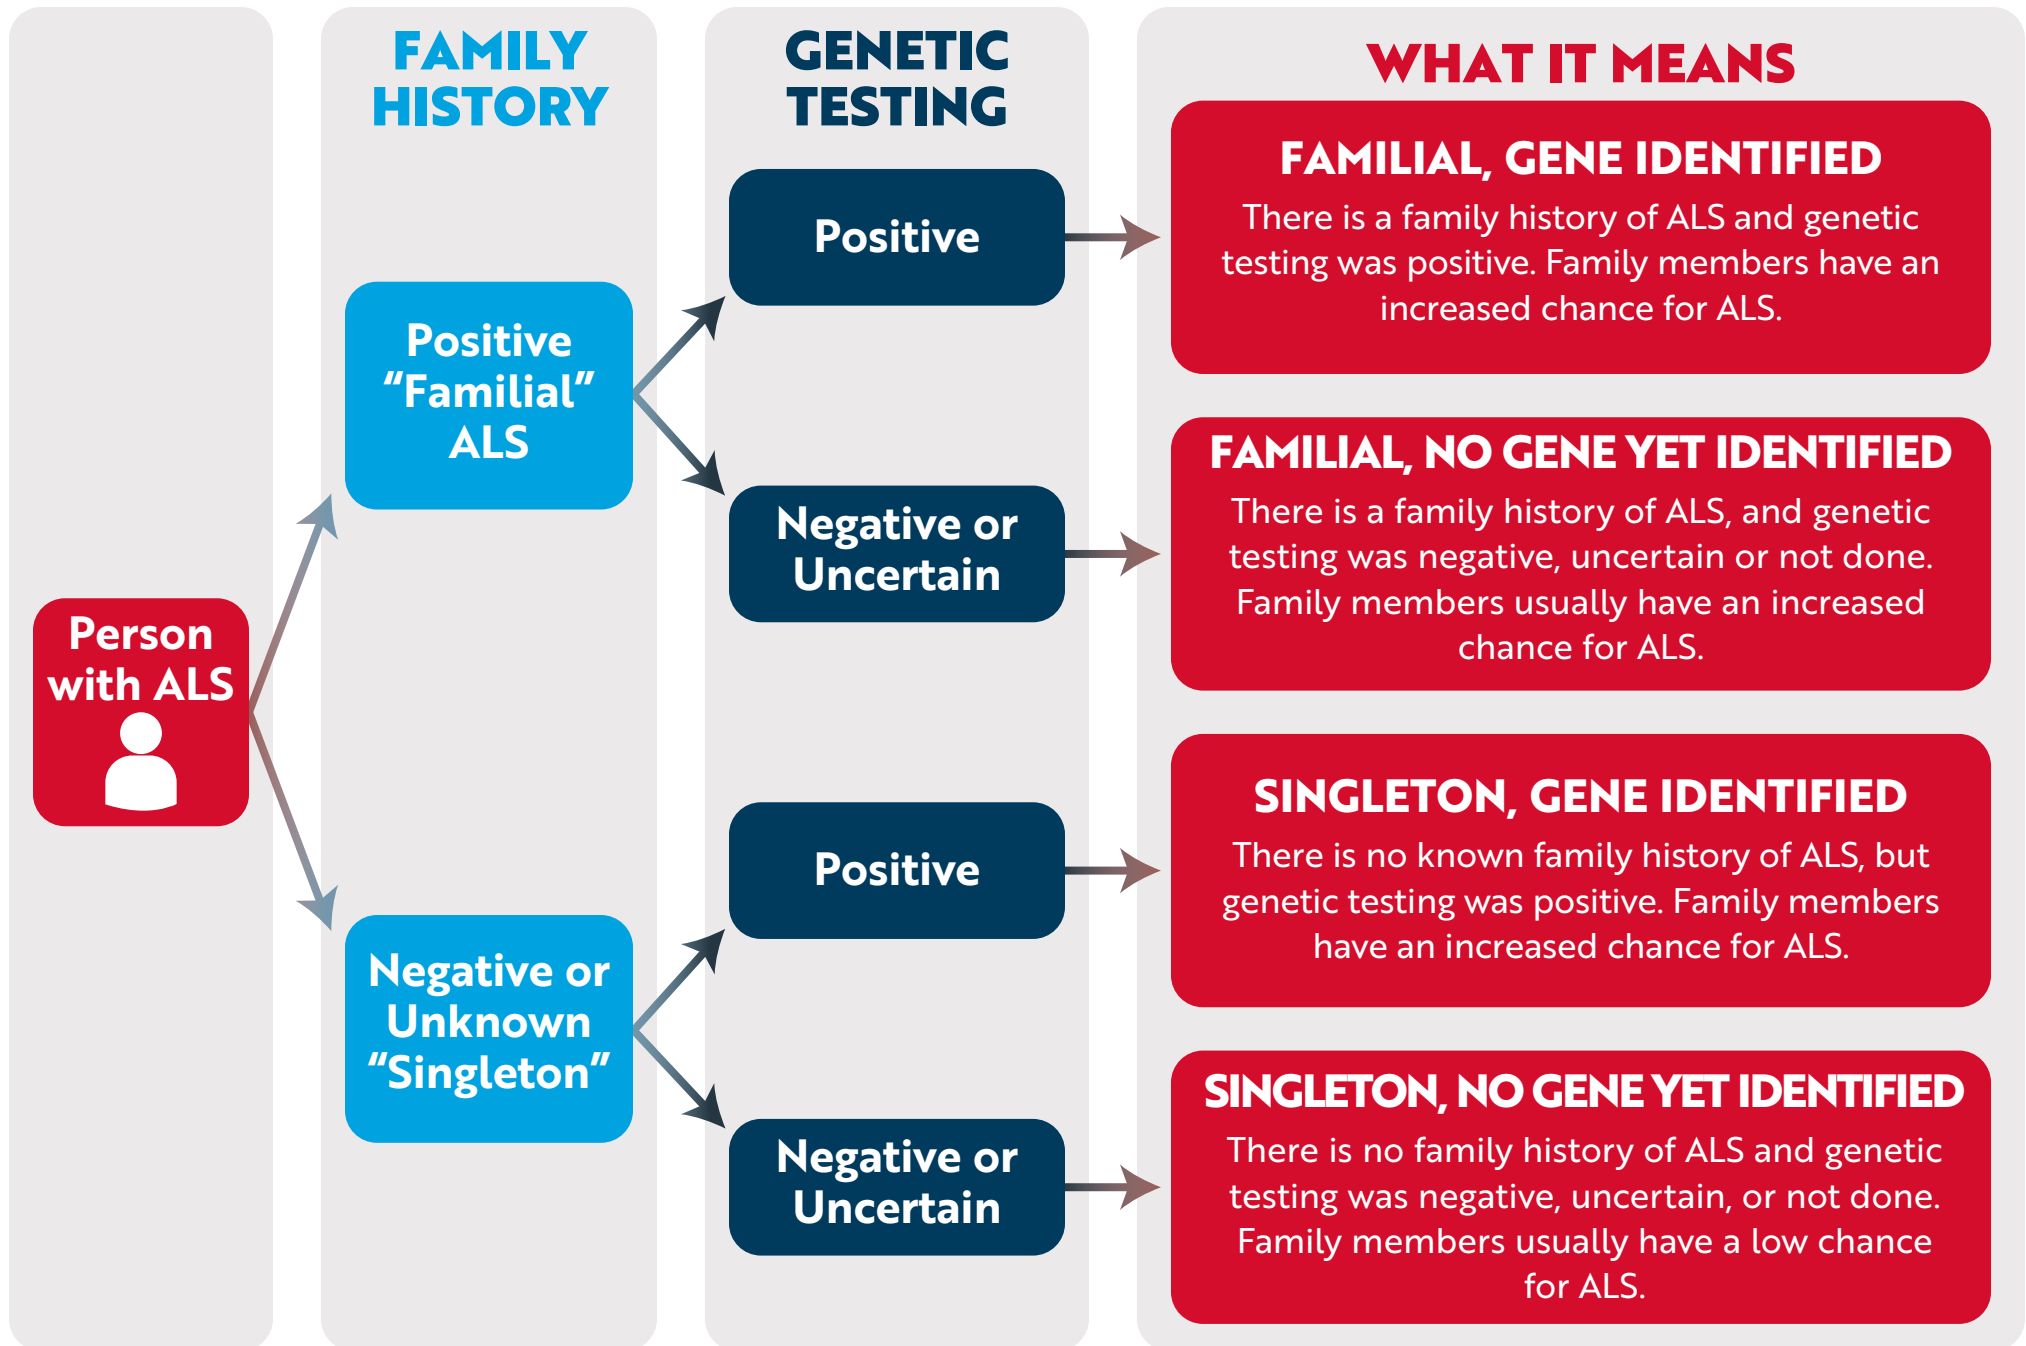 FAMILY
HISTORY
GENETIC
TESTING
WHAT IT MEANS
Person
with ALS
Positive
“Familial”
ALS
Negative or
Unknown
“Singleton”
Positive
Negative or
Uncertain
Positive
Negative or
Uncertain
FAMILIAL, GENE IDENTIFIED
There is a family history of ALS and genetic
testing was positive. Family members have an
increased chance for ALS.
FAMILIAL, NO GENE YET IDENTIFIED
There is a family history of ALS, and genetic
testing was negative, uncertain or not done.
Family members usually have an increased
chance for ALS.
SINGLETON, GENE IDENTIFIED
There is no known family history of ALS, but
genetic testing was positive. Family members
have an increased chance for ALS.
SINGLETON, NO GENE YET IDENTIFIED
There is no family history of ALS and genetic
testing was negative, uncertain, or not done.
Family members usually have a low chance
for ALS.